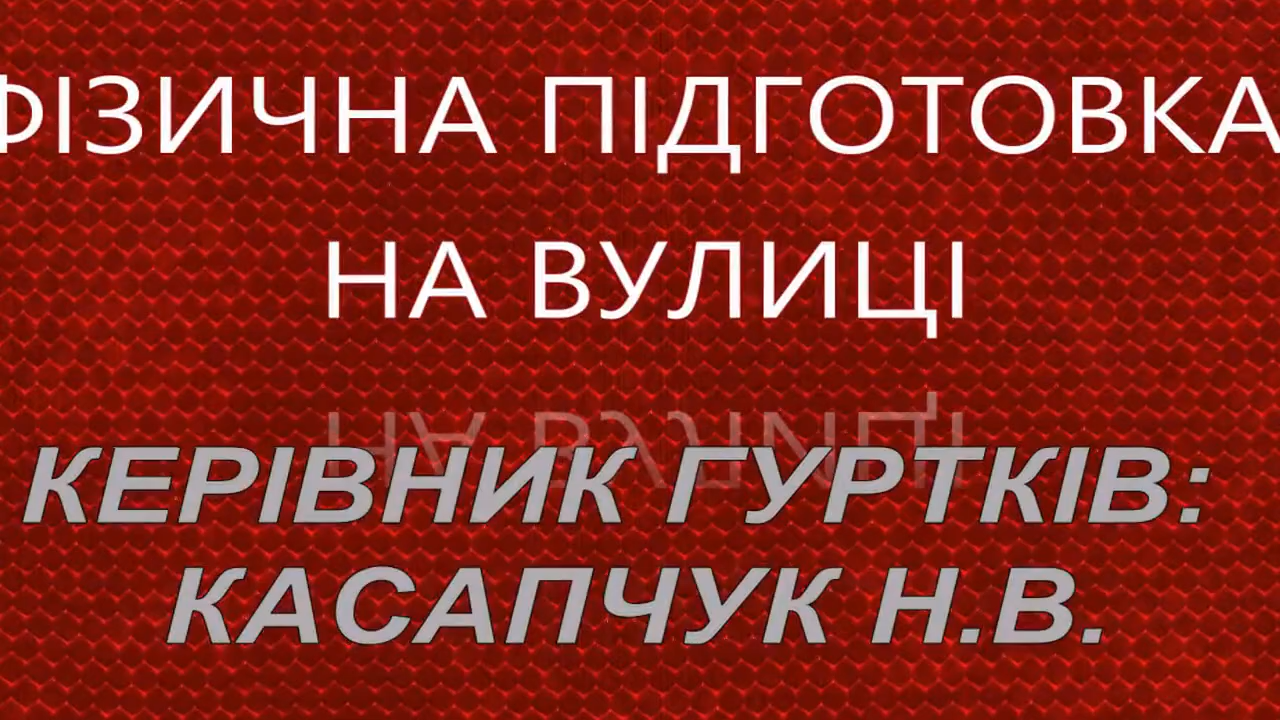 ФІЗИЧНА ПІДГОТОВКА
НА ВУЛИЦІ
КЕРІВНИК ГУРТКІВ:
КАСАПЧУК Н.В.